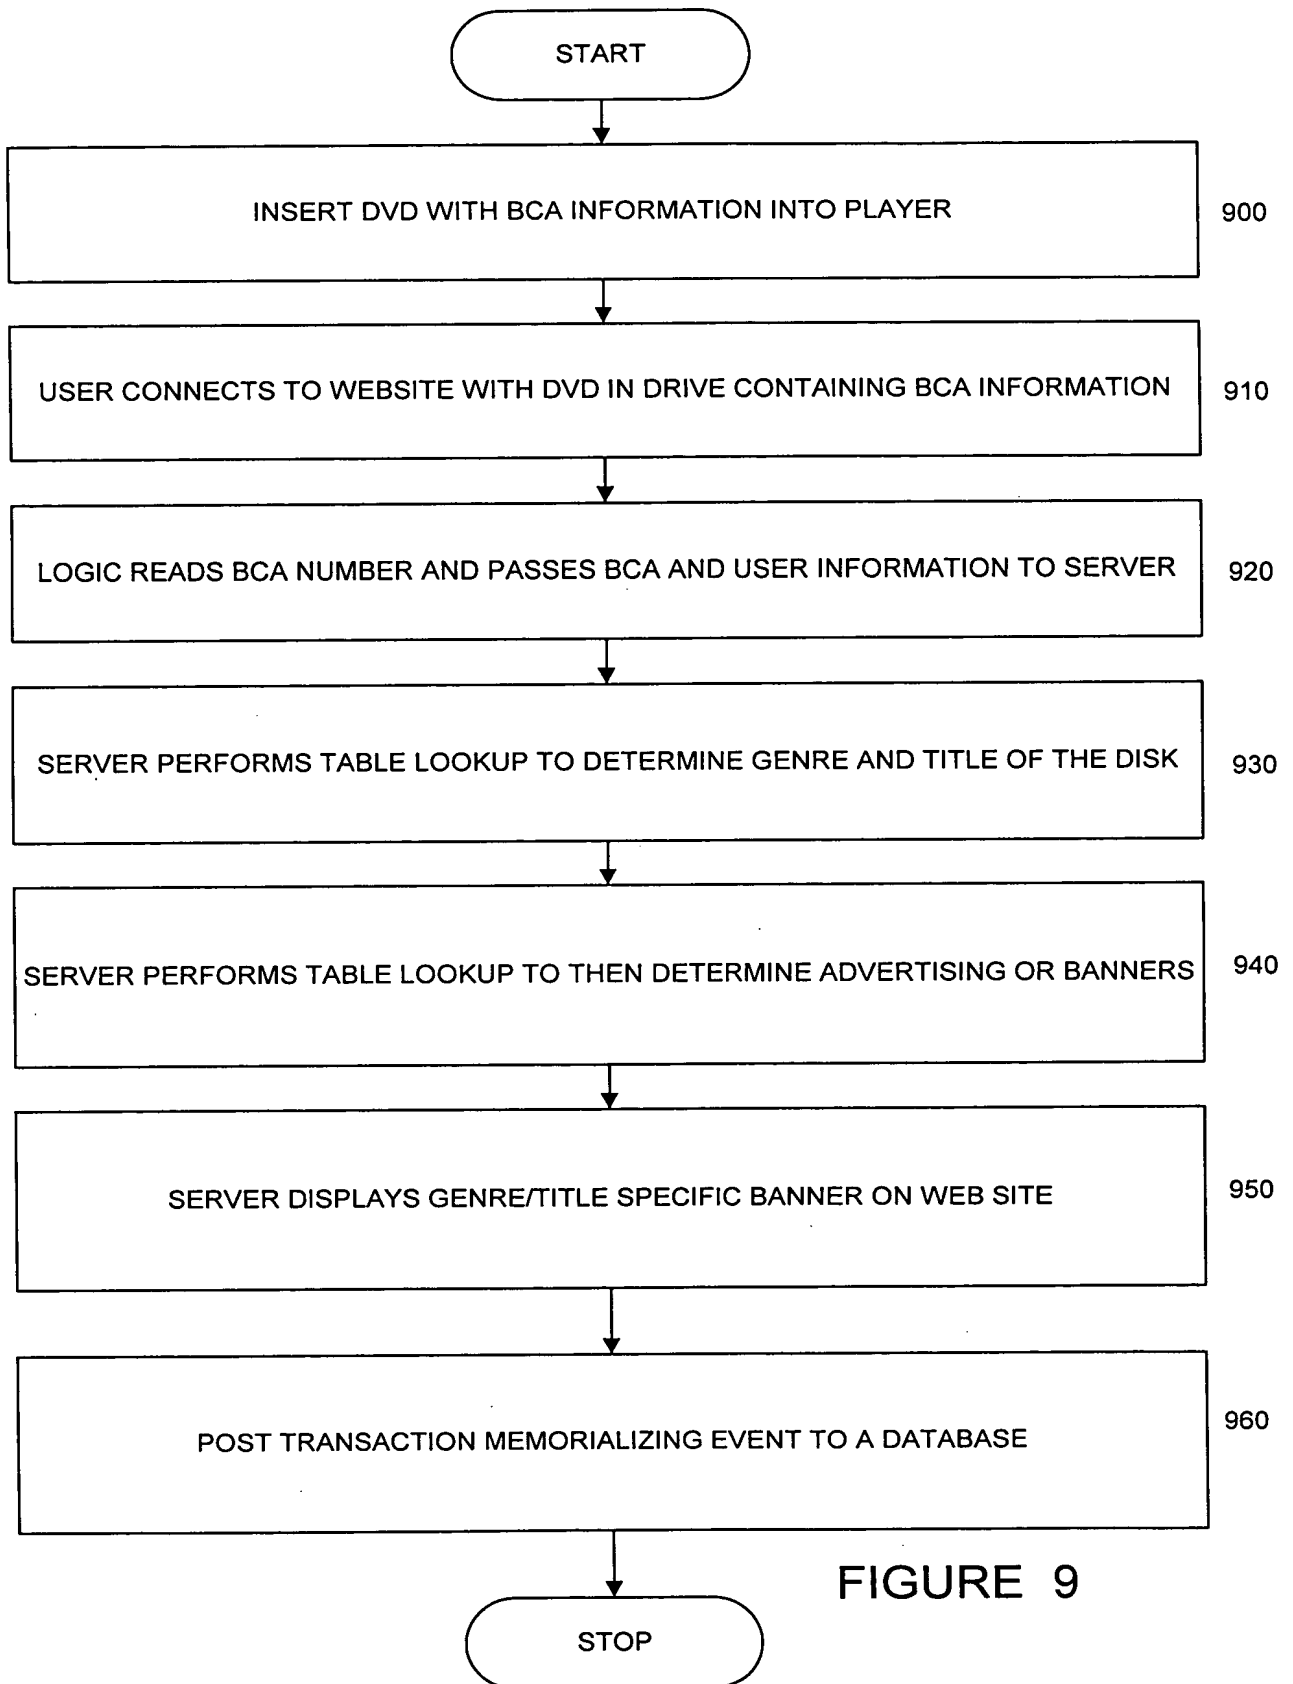 START
INSERT DVD WITH BCA INFORMATION INTO PLAYER
900
USER CONNECTS TO WEBSITE WITH DVD IN DRIVE CONTAINING BCA INFORMATION
910
LOGIC READS BCA NUMBER AND PASSES BCA AND USER INFORMATION TO SERVER
920
SERVER PERFORMS TABLE LOOKUP TO DETERMINE GENRE AND TITLE OF THE DISK
930
SERVER PERFORMS TABLE LOOKUP TO THEN DETERMINE ADVERTISING OR BANNERS
940
SERVER DISPLAYS GENRE/TITLE SPECIFIC BANNER ON WEB SITE
950
POST TRANSACTION MEMORIALIZING EVENT TO A DATABASE
960
FIGURE 9
STOP